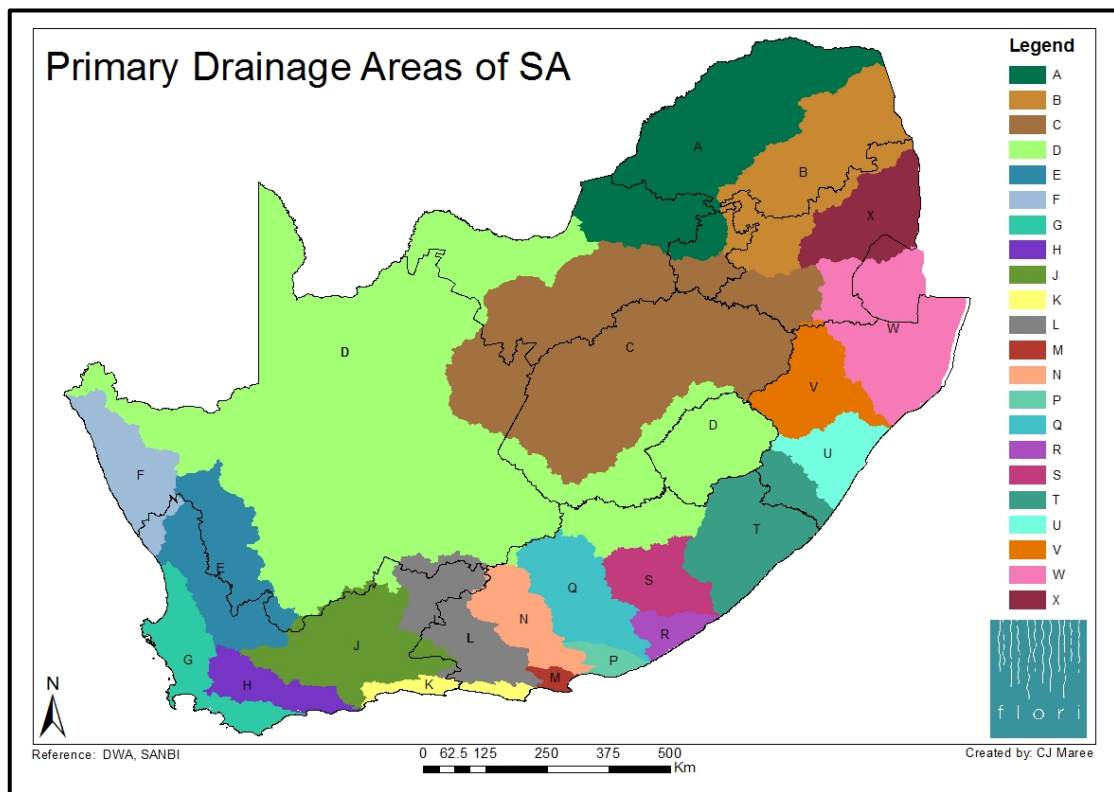 Primary Drainage Areas of SA
Legend
A
B
C
D
E
F
G
H
J
K
L
M
N
P
Q
R
S
T
U
V
W
X
A
B
X
D
C
W
V
D
U
F
T
E
S
Q
J
L
L
N
R
G
P
H
K
M
N
flori
Reference: DWA, SANBI
0 62.5 125 250 375 500
Km
Created by: CJ Maree